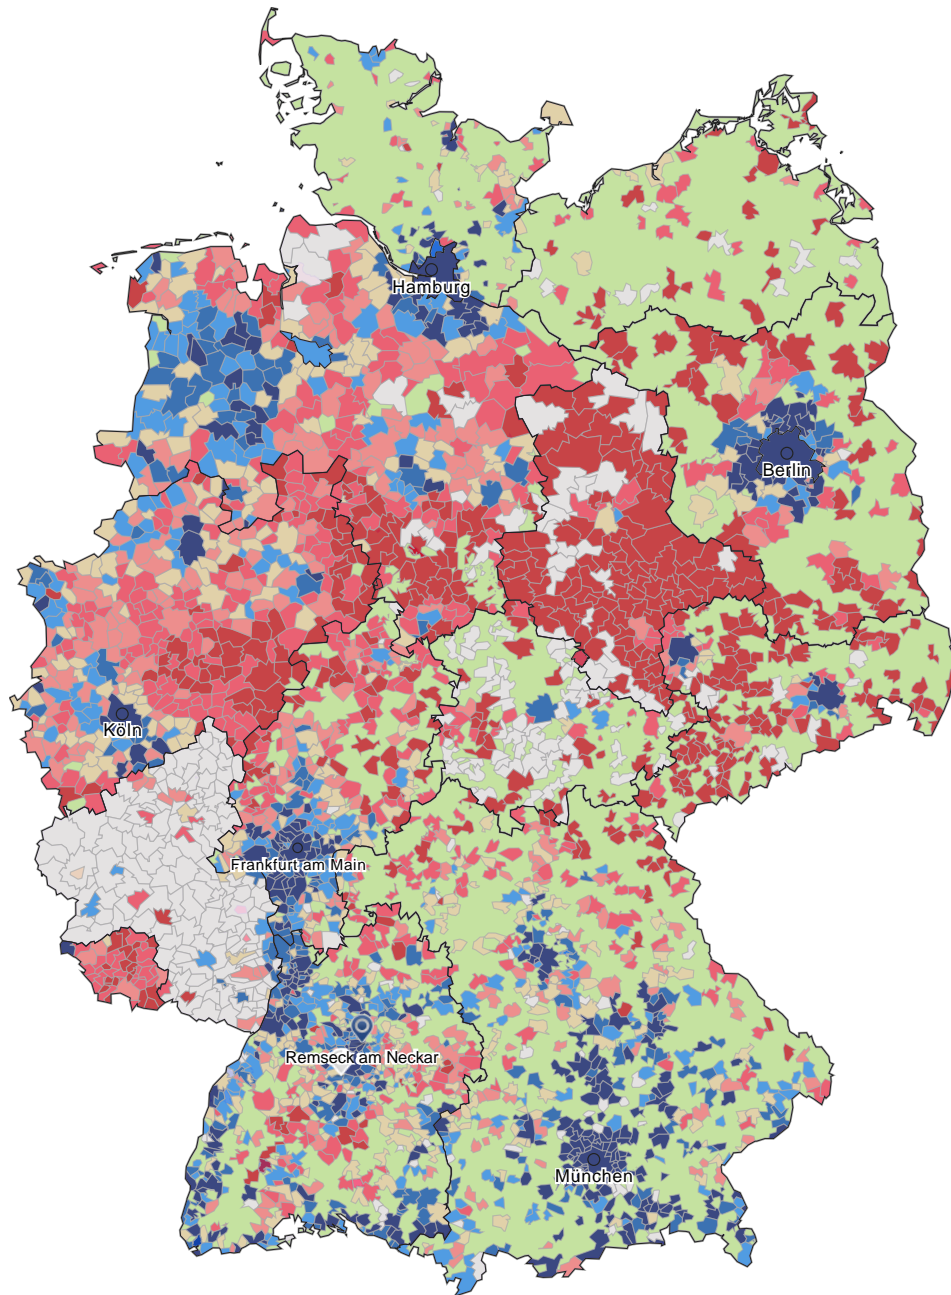 Hamburg
Berlin
Köln
Frankfurt am Main
Remseck am Neckar
München